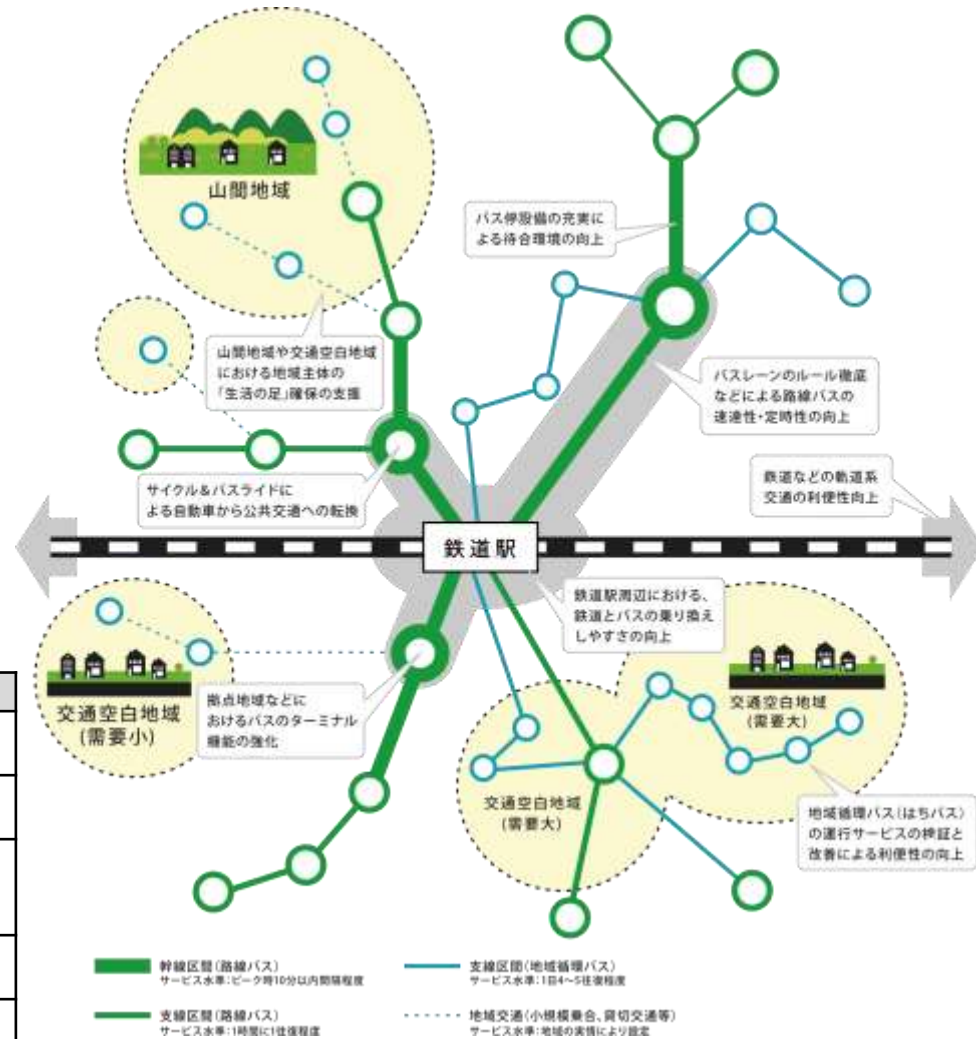 山間地域
バス停設備の充実に
よる待合環境の向上
山間地域や交通空白地域
における地域主体の
「生活の足」確保の支援
バスレーンのルール徹底
などによる路線バスの
速達性・定時性の向上
サイクル&バスライドに
よる自動車から公共交通への転換
鉄道などの軌道系
交通の利便性向上
鉄道駅
鉄道駅周辺における、
鉄道とバスの乗り換え
しやすさの向上
交通空白地域
(需要小)
拠点地域などに
おけるバスのターミナル
機能の強化
交通空白地域
(需要大)
交通空白地域
(需要大)
地域循環バス(はちバス)
の運行サービスの検証と
改善による利便性の向上
幹線区間(路線バス)
サービス水準:ピーク時10分以内間隔程度
支線区間(地域循環バス)
サービス水準:1日4～5往復程度
支線区間(路線バス)
サービス水準:1時間に1往復程度
地域交通(小規模乗合、貸切交通等)
サービス水準:地域の実情により設定